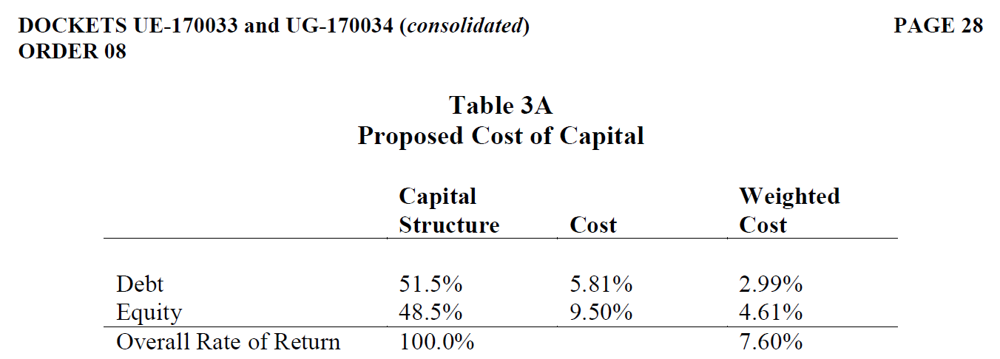 DOCKETS UE-170033 and UG-170034 (consolidated) PAGE 28
ORDER 08
Table 3A
Proposed Cost of Capital
Capital Weighted
Structure Cost Cost
Debt 51.5% 5.81% 2.99%
Equity 48.5% 9.50% 4.61%
Overall Rate of Return 100.0% 7.60%